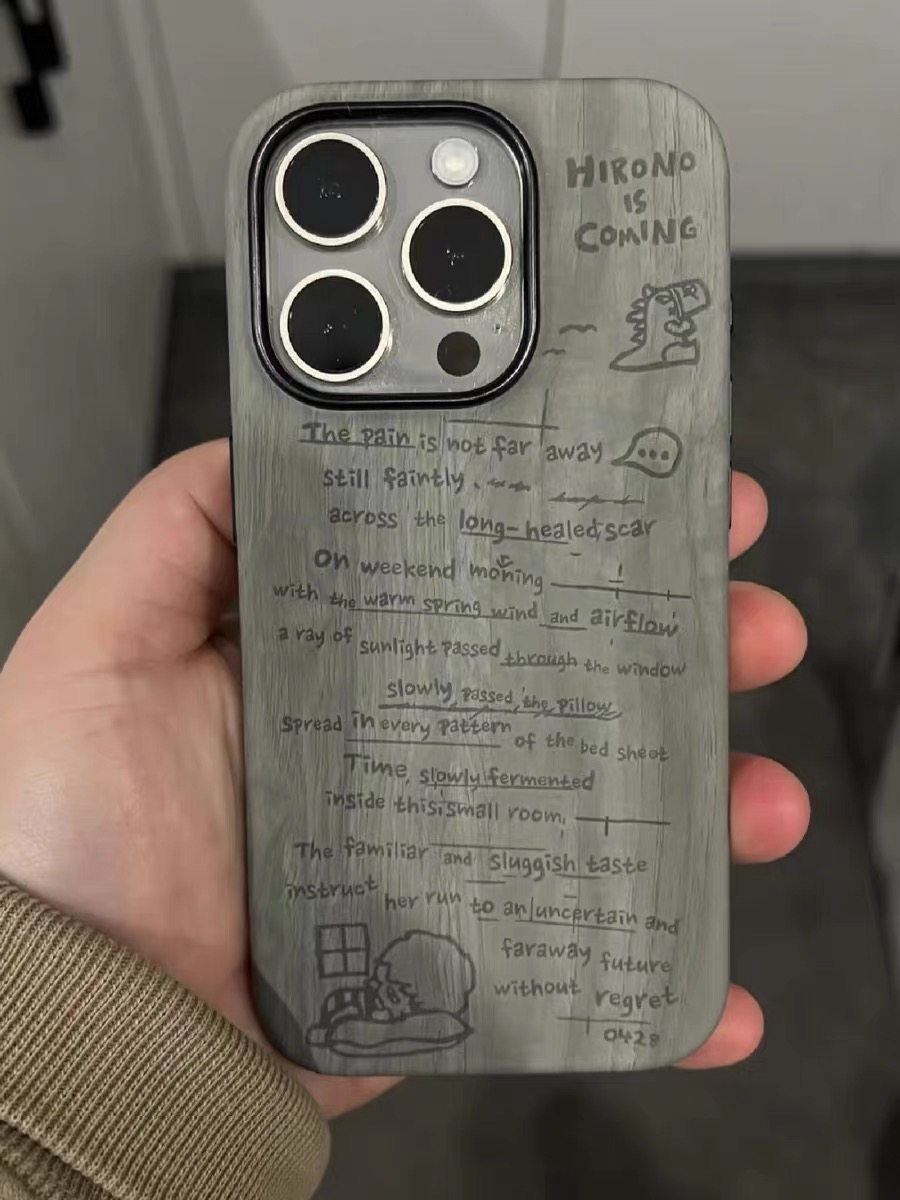 HIRONO
IS
COMING
The pain is not far away
still faintly
across the long-healed scar
On weekend moning
with the warm spring wind and airflow
a ray of sunlight passed through the window
slowly passed the pillow
Spread in every pattern of the bed sheet
Time, slowly fermented
inside this small room,
The familiar and sluggish taste
instruct her run to an uncertain and
faraway future
without regret
0428